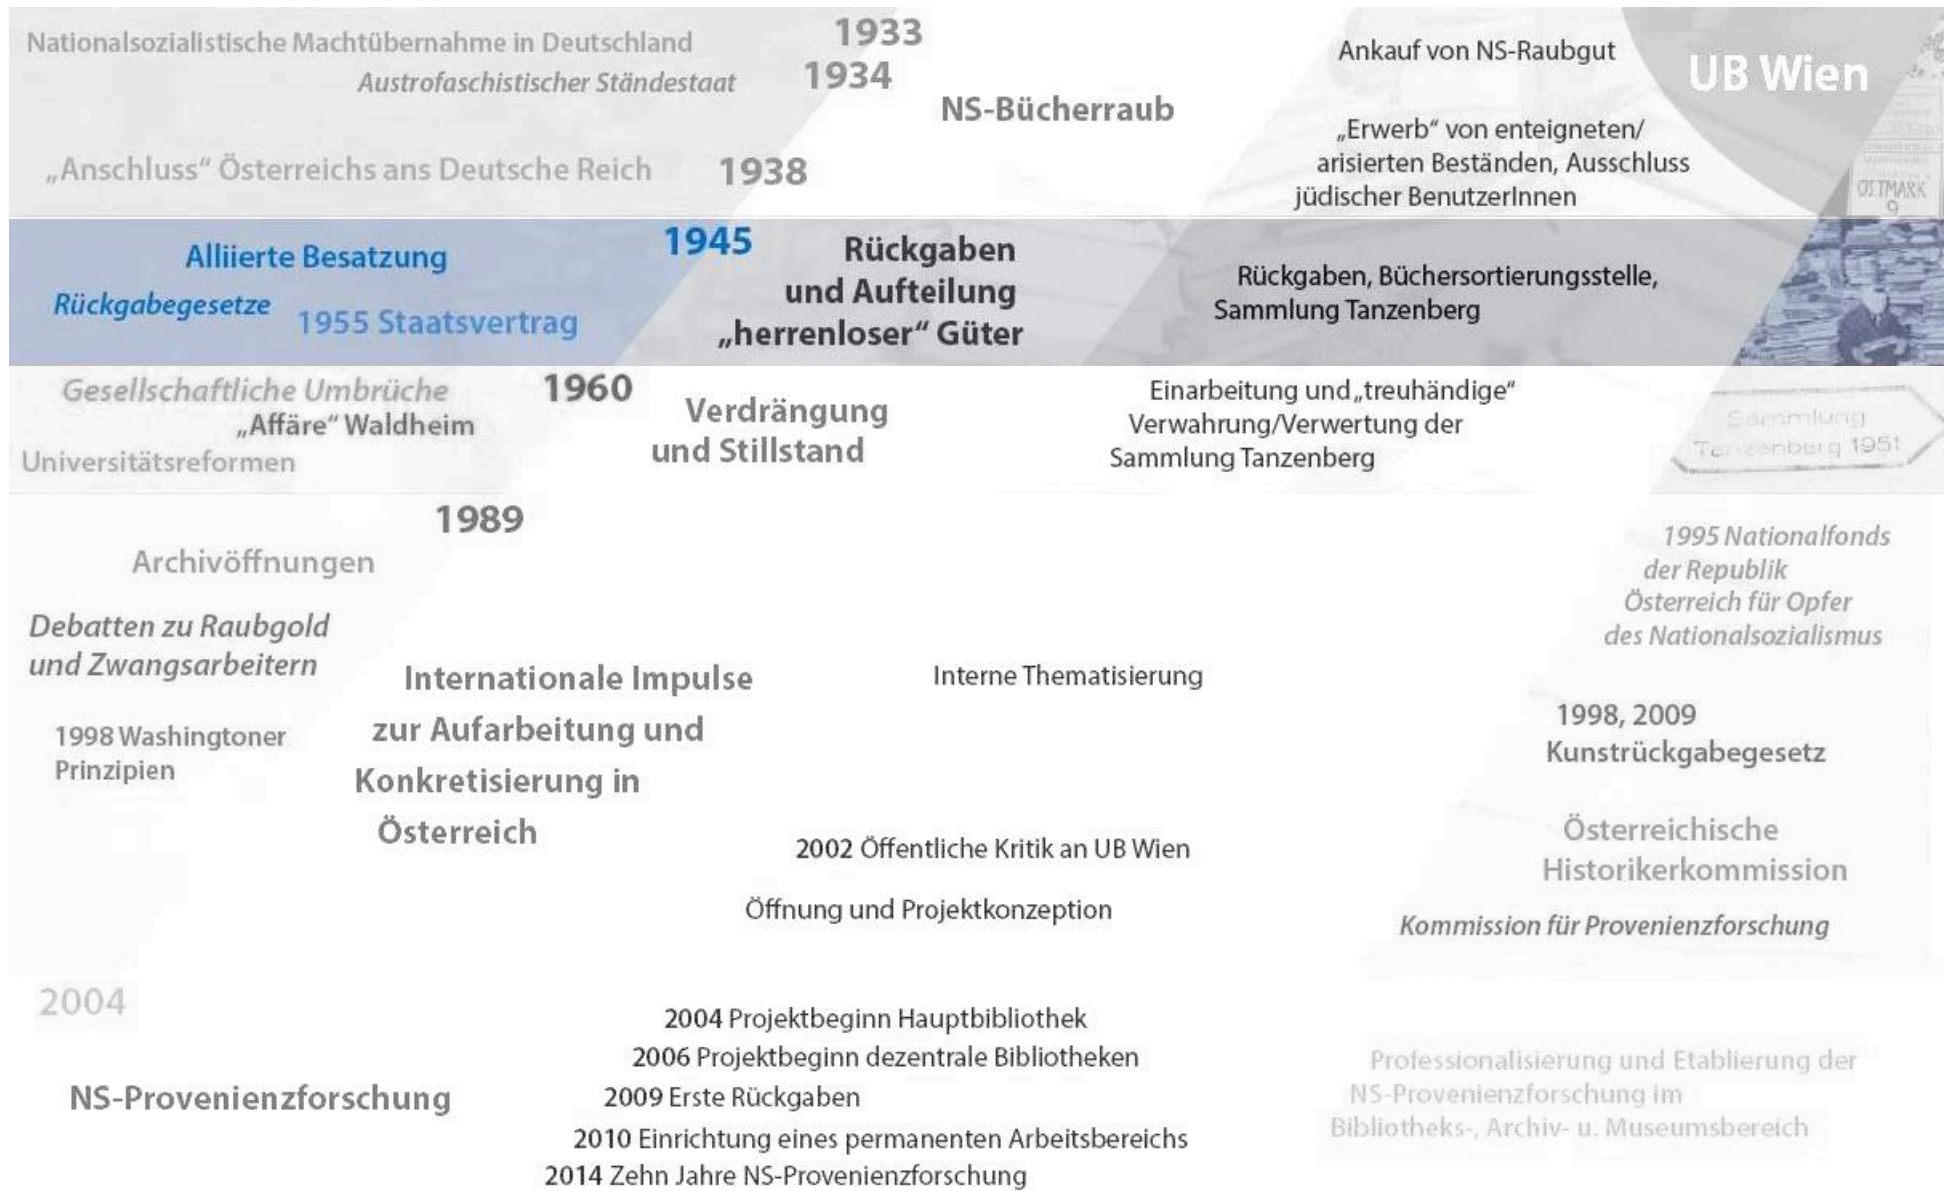 Nationalsozialistische Machtübernahme in Deutschland
1933
Austrofaschistischer Ständestaat
1934
„Anschluss“ Österreichs ans Deutsche Reich
1938
NS-Bücherraub
Ankauf von NS-Raubgut
„Erwerb“ von enteigneten/
arisierten Beständen, Ausschluss
jüdischer BenutzerInnen
UB Wien
OSTMARK
9
Alliierte Besatzung
1945
Rückgabegesetze
1955 Staatsvertrag
Rückgaben
und Aufteilung
„herrenloser“ Güter
Rückgaben, Büchersortierungsstelle,
Sammlung Tanzenberg
Gesellschaftliche Umbrüche
1960
„Affäre“ Waldheim
Universitätsreformen
Verdrängung
und Stillstand
Einarbeitung und „treuhändige“
Verwahrung/Verwertung der
Sammlung Tanzenberg
Sammlung
Tanzenberg 1951
1989
Archivöffnungen
Debatten zu Raubgold
und Zwangsarbeitern
1998 Washingtoner
Prinzipien
Internationale Impulse
zur Aufarbeitung und
Konkretisierung in
Österreich
Interne Thematisierung
2002 Öffentliche Kritik an UB Wien
Öffnung und Projektkonzeption
1995 Nationalfonds
der Republik
Österreich für Opfer
des Nationalsozialismus
1998, 2009
Kunstrückgabegesetz
Österreichische
Historikerkommission
Kommission für Provenienzforschung
2004
NS-Provenienzforschung
2004 Projektbeginn Hauptbibliothek
2006 Projektbeginn dezentrale Bibliotheken
2009 Erste Rückgaben
2010 Einrichtung eines permanenten Arbeitsbereichs
2014 Zehn Jahre NS-Provenienzforschung
Professionalisierung und Etablierung der
NS-Provenienzforschung im
Bibliotheks-, Archiv- u. Museumsbereich